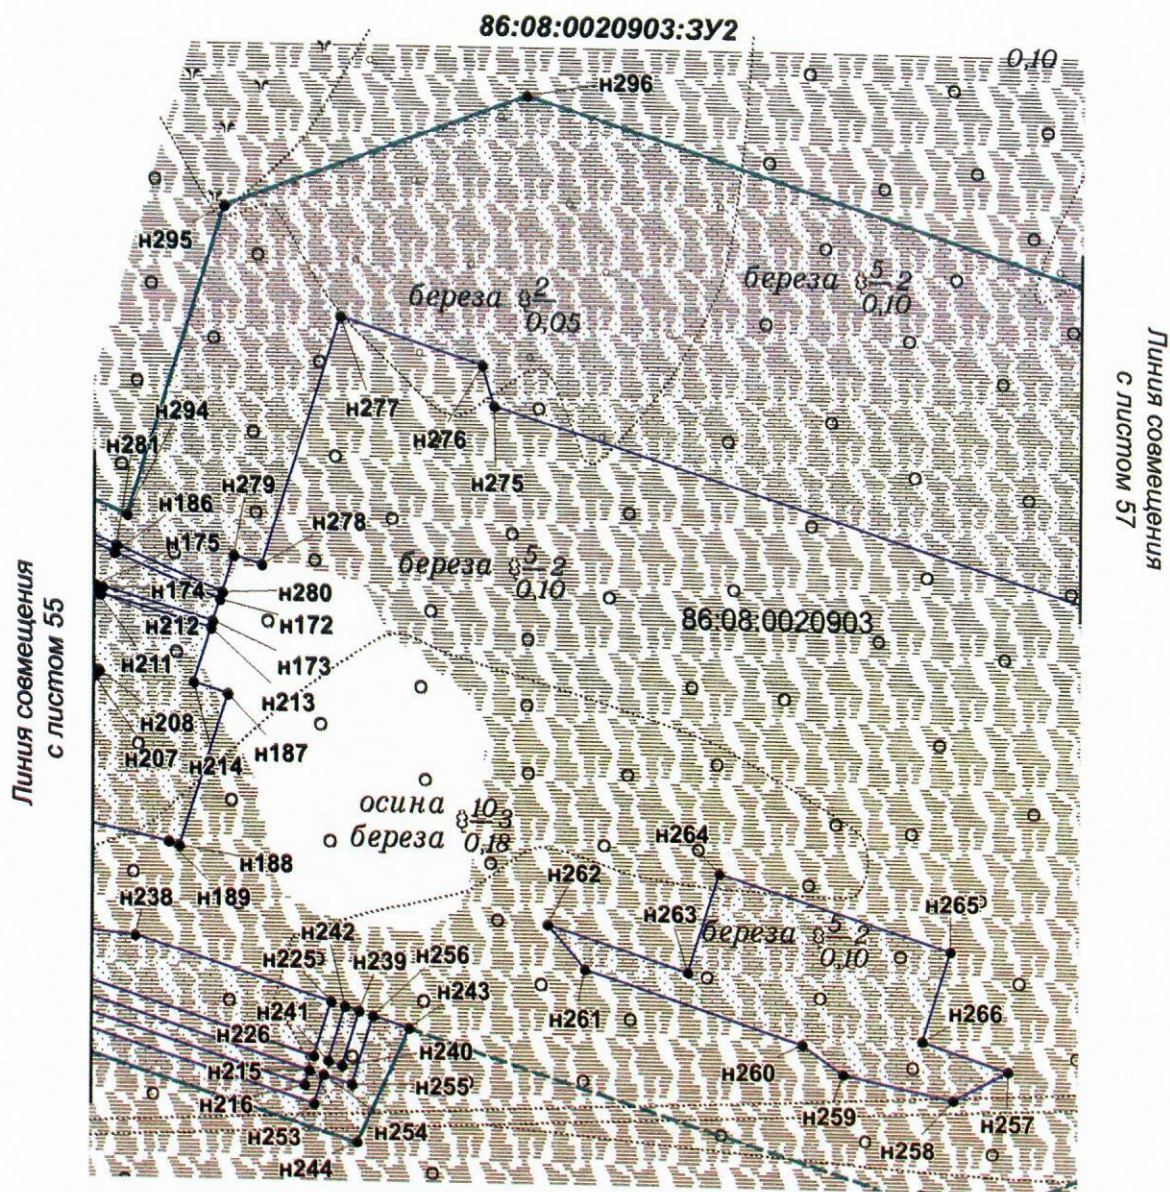 86:08:0020903:ЗУ2
0,10
н296
н295
береза 2
0,05
береза 5 2
0,10
Линия совмещения
с листом 57
н277
н294
н276
н281
н275
н279
н186
н278
н175
береза 5 2
0,10
н174
н280
86:08:0020903
н212
н172
н211
н173
н213
н208
н207
н214
н187
Линия совмещения
с листом 55
осина 10 3
береза 0,18
н188
н264
н262
н189
н238
н263
береза 5 2
0,10
н265
н242
н225
н239
н256
н243
н241
н261
н266
н226
н240
н215
н255
н260
н216
н259
н257
н253
н254
н258
н244